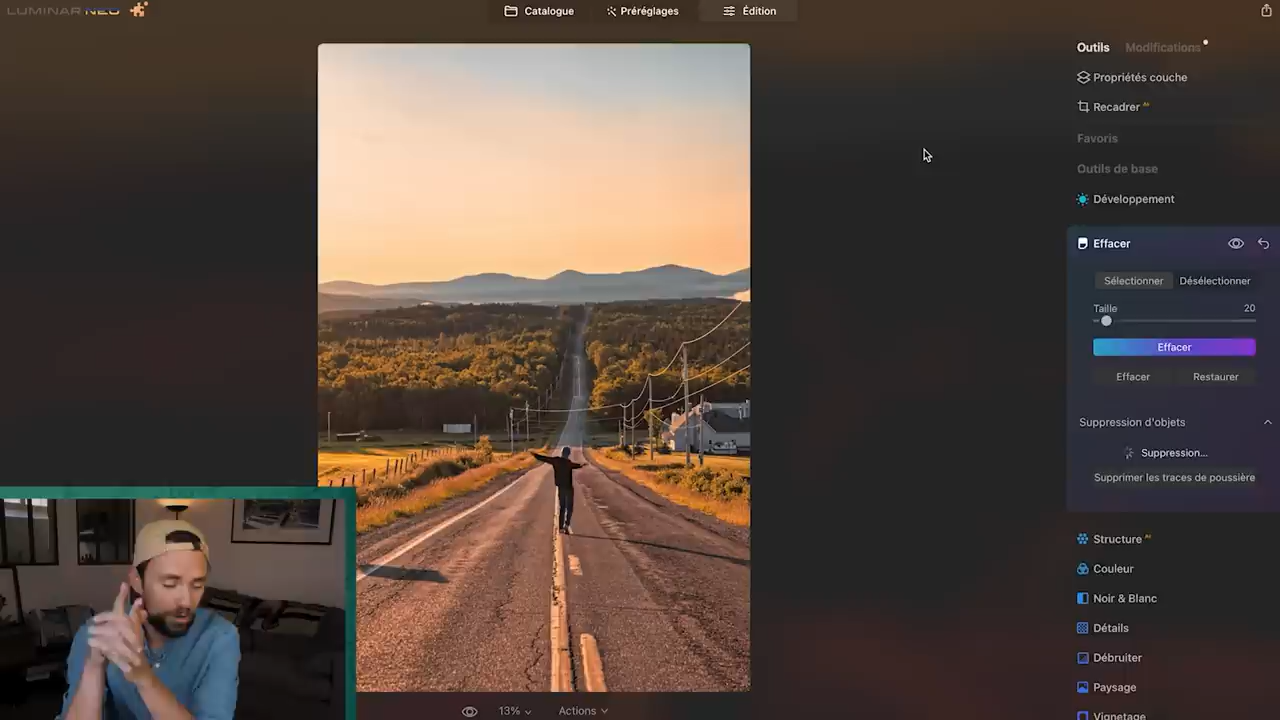 LUMINAR NEO
Catalogue
Préréglages
Édition
Outils
Modifications
Propriétés couche
Recadrer AI
Favoris
Outils de base
Développement
Effacer
Sélectionner
Désélectionner
Taille
20
Effacer
Effacer
Restaurer
Suppression d'objets
Suppression...
Supprimer les traces de poussière
Structure AI
Couleur
Noir & Blanc
Détails
Débruiter
Paysage
Vignetage
13%
Actions